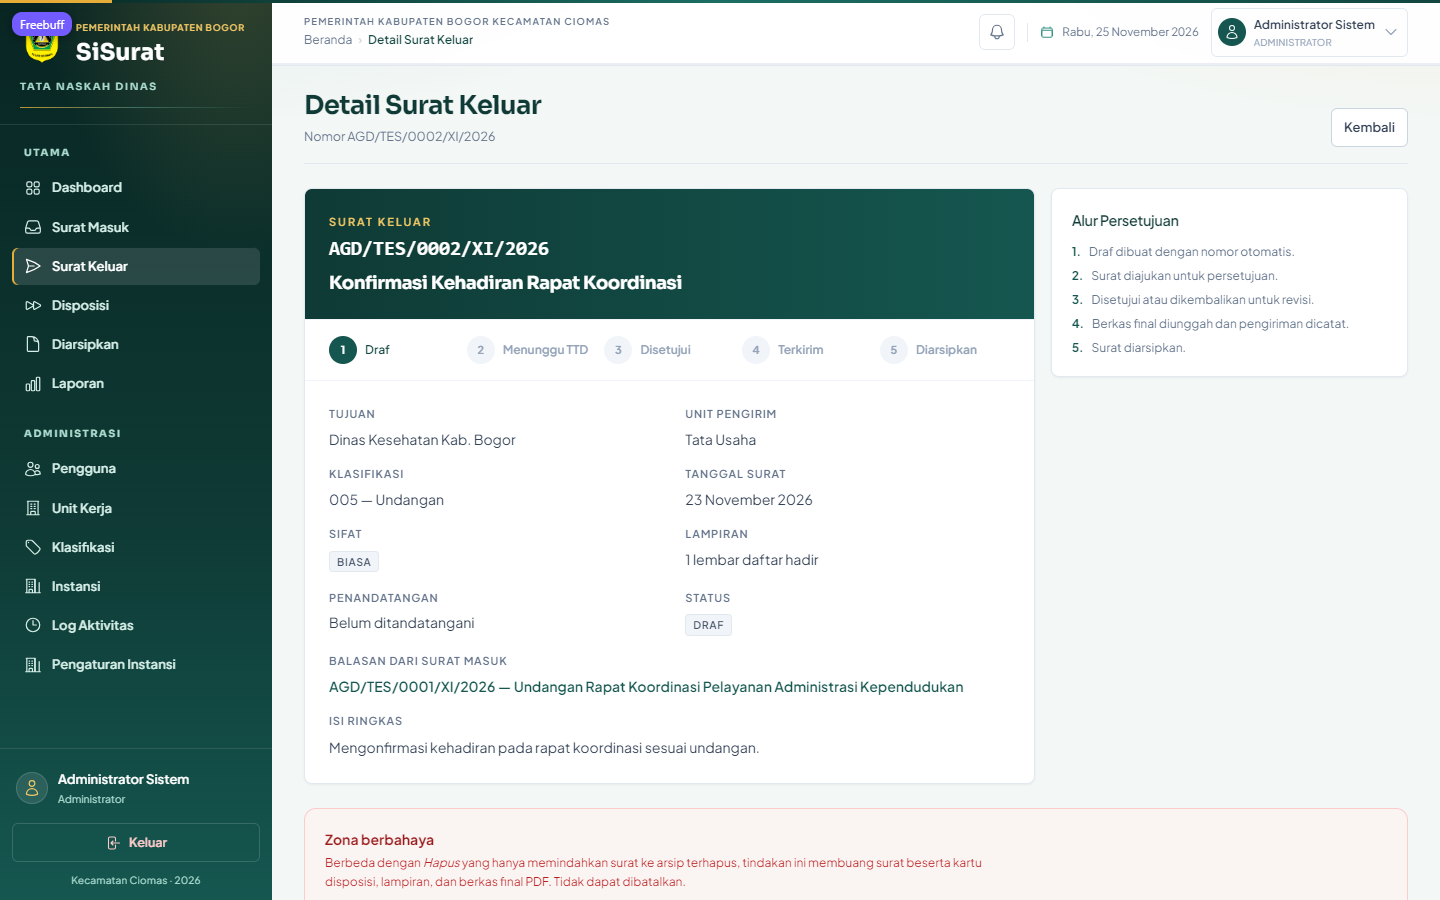 Freebuff
PEMERINTAH KABUPATEN BOGOR
SiSurat
TATA NASKAH DINAS
UTAMA
Dashboard
Surat Masuk
Surat Keluar
Disposisi
Diarsipkan
Laporan
ADMINISTRASI
Pengguna
Unit Kerja
Klasifikasi
Instansi
Log Aktivitas
Pengaturan Instansi
Administrator Sistem
Administrator
Keluar
Kecamatan Ciomas · 2026
PEMERINTAH KABUPATEN BOGOR KECAMATAN CIOMAS
Beranda › Detail Surat Keluar
Rabu, 25 November 2026
Administrator Sistem
ADMINISTRATOR
Detail Surat Keluar
Nomor AGD/TES/0002/XI/2026
Kembali
SURAT KELUAR
AGD/TES/0002/XI/2026
Konfirmasi Kehadiran Rapat Koordinasi
1 Draf
2 Menunggu TTD
3 Disetujui
4 Terkirim
5 Diarsipkan
TUJUAN
Dinas Kesehatan Kab. Bogor
UNIT PENGIRIM
Tata Usaha
KLASIFIKASI
005 — Undangan
TANGGAL SURAT
23 November 2026
SIFAT
BIASA
LAMPIRAN
1 lembar daftar hadir
PENANDATANGAN
Belum ditandatangani
STATUS
DRAF
BALASAN DARI SURAT MASUK
AGD/TES/0001/XI/2026 — Undangan Rapat Koordinasi Pelayanan Administrasi Kependudukan
ISI RINGKAS
Mengonfirmasi kehadiran pada rapat koordinasi sesuai undangan.
Alur Persetujuan
1. Draf dibuat dengan nomor otomatis.
2. Surat diajukan untuk persetujuan.
3. Disetujui atau dikembalikan untuk revisi.
4. Berkas final diunggah dan pengiriman dicatat.
5. Surat diarsipkan.
Zona berbahaya
Berbeda dengan Hapus yang hanya memindahkan surat ke arsip terhapus, tindakan ini membuang surat beserta kartu
disposisi, lampiran, dan berkas final PDF. Tidak dapat dibatalkan.